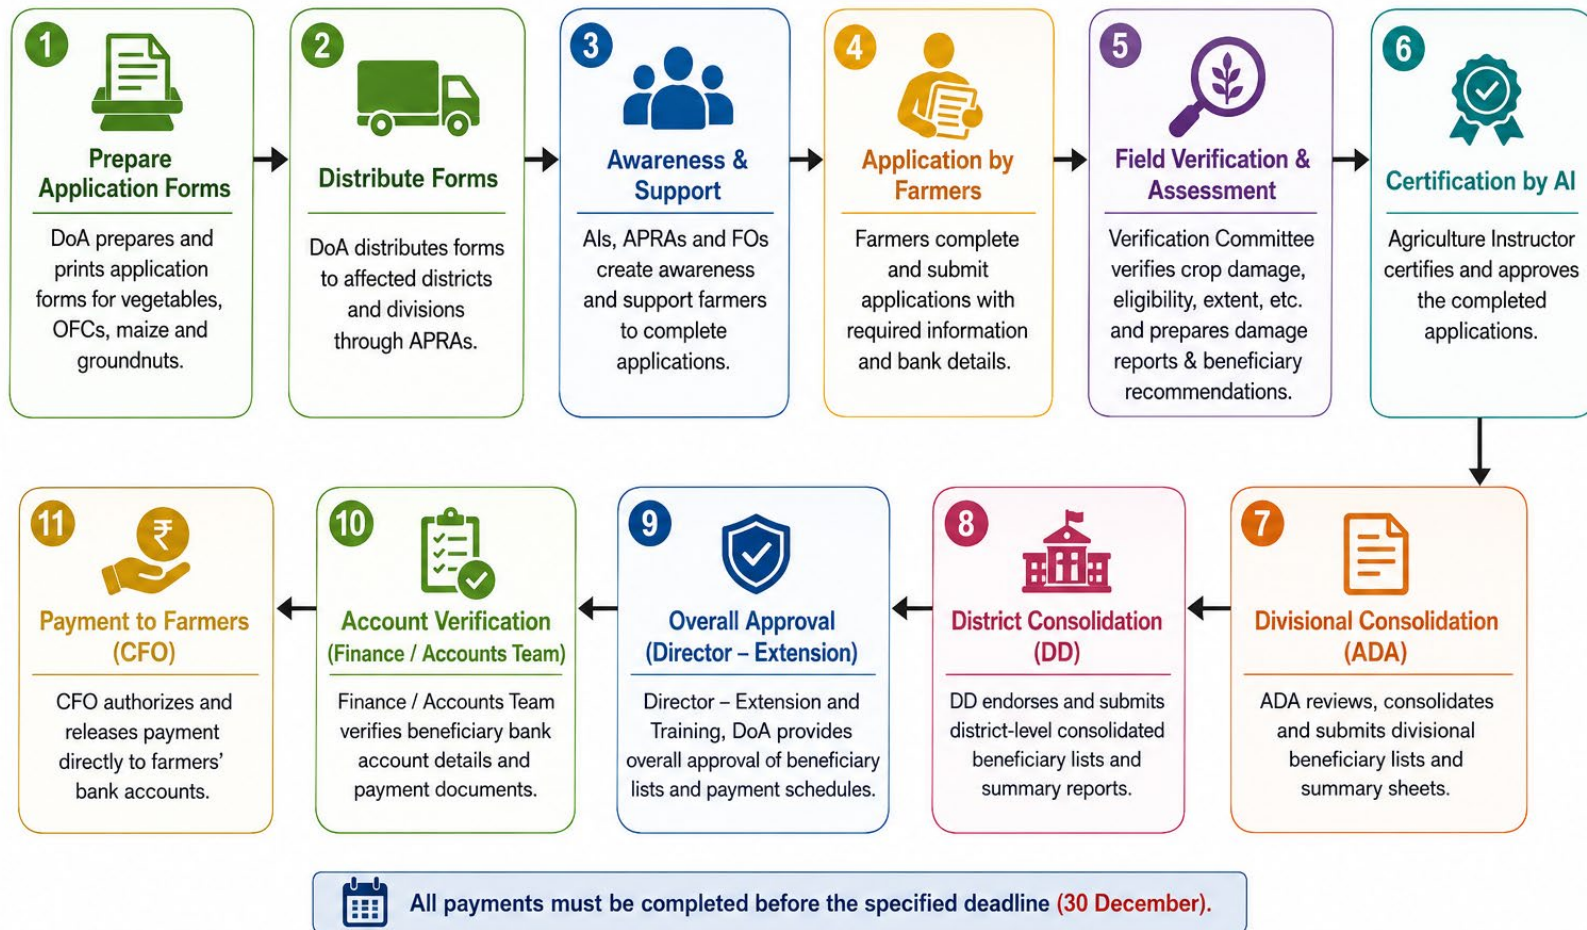 1
Prepare
Application Forms
DoA prepares and
prints application
forms for vegetables,
OFCs, maize and
groundnuts.
2
Distribute Forms
DoA distributes forms
to affected districts
and divisions
through APRAs.
3
Awareness &
Support
AIs, APRAs and FOs
create awareness
and support farmers
to complete
applications.
4
Application by
Farmers
Farmers complete
and submit
applications with
required information
and bank details.
5
Field Verification &
Assessment
Verification Committee
verifies crop damage,
eligibility, extent, etc.
and prepares damage
reports & beneficiary
recommendations.
6
Certification by AI
Agriculture Instructor
certifies and approves
the completed
applications.
7
Divisional Consolidation
(ADA)
ADA reviews, consolidates
and submits divisional
beneficiary lists and
summary sheets.
8
District Consolidation
(DD)
DD endorses and submits
district-level consolidated
beneficiary lists and
summary reports.
9
Overall Approval
(Director – Extension)
Director – Extension and
Training, DoA provides
overall approval of beneficiary
lists and payment schedules.
10
Account Verification
(Finance / Accounts Team)
Finance / Accounts Team
verifies beneficiary bank
account details and
payment documents.
11
₹
Payment to Farmers
(CFO)
CFO authorizes and
releases payment
directly to farmers’
bank accounts.
All payments must be completed before the specified deadline (30 December).